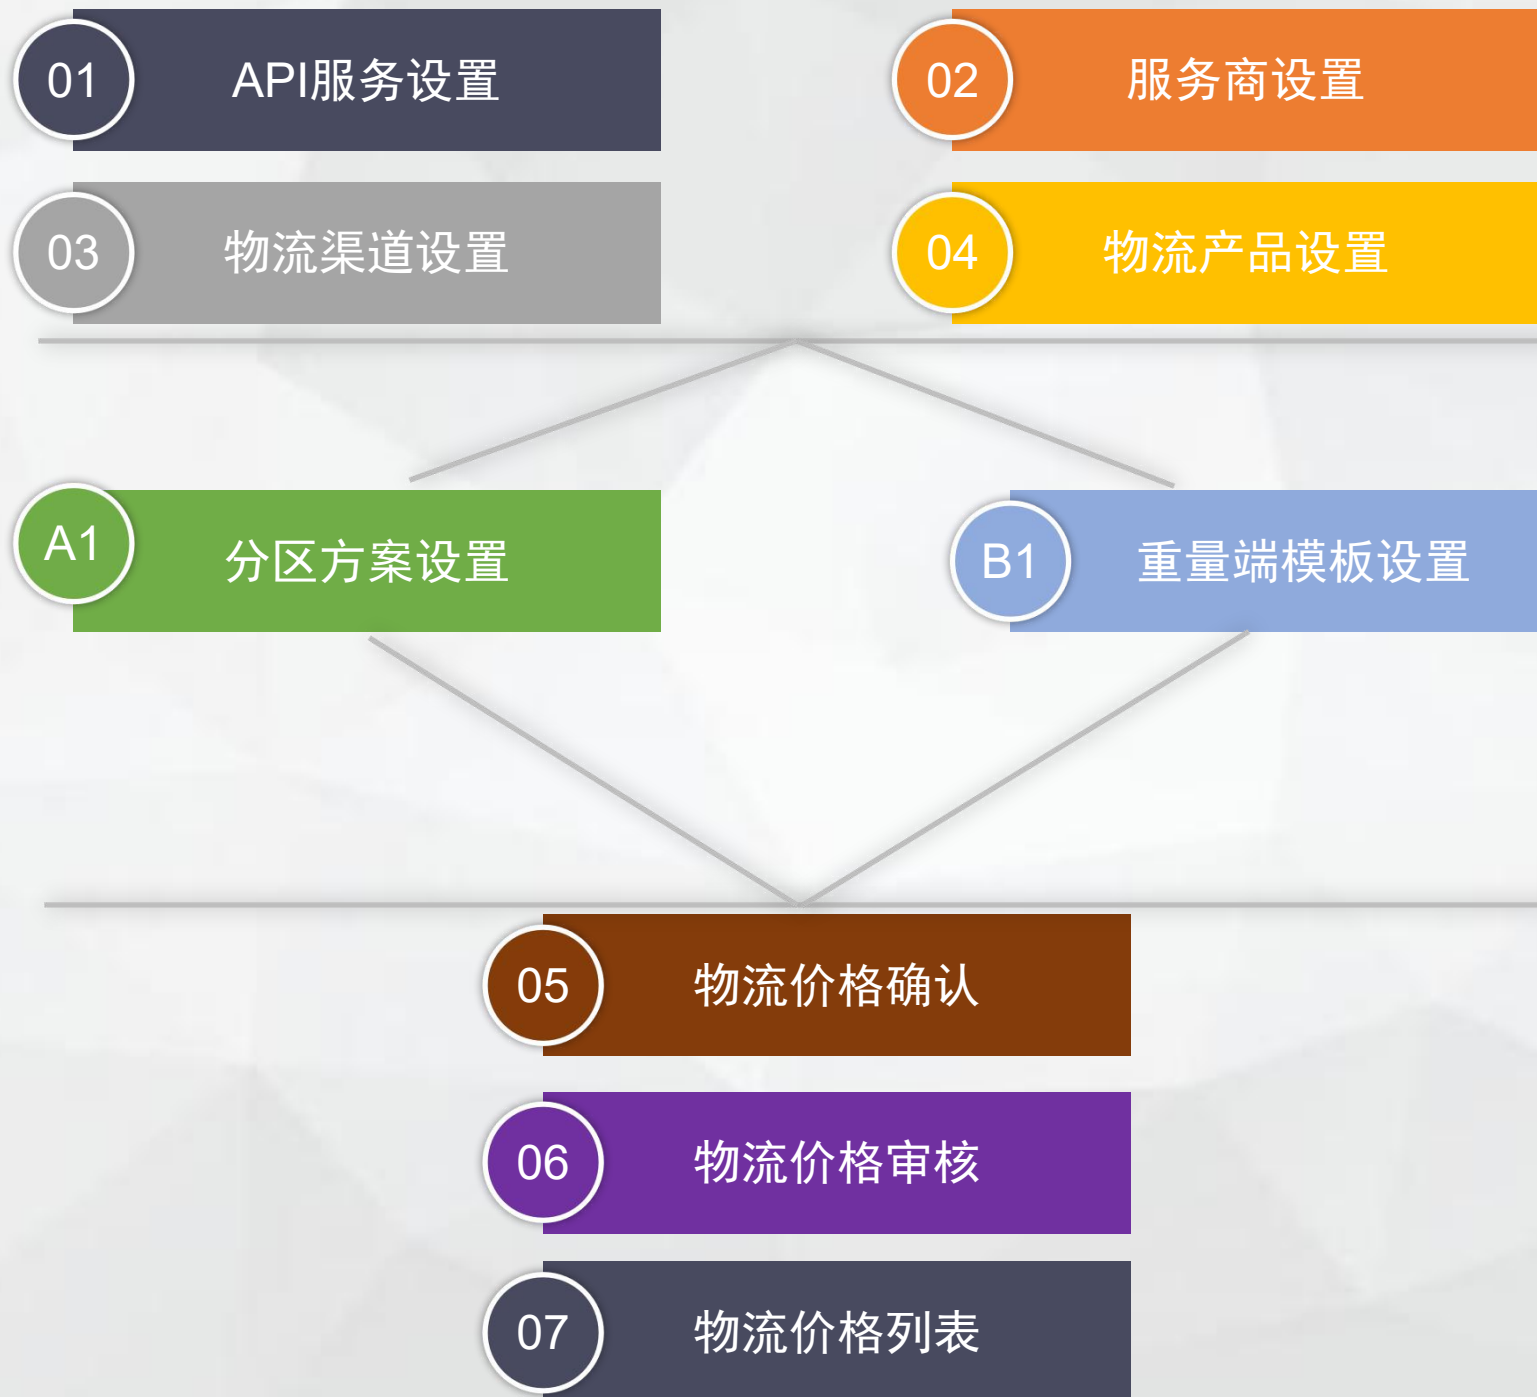 01 API服务设置
02 服务商设置
03 物流渠道设置
04 物流产品设置
A1 分区方案设置
B1 重量端模板设置
05 物流价格确认
06 物流价格审核
07 物流价格列表